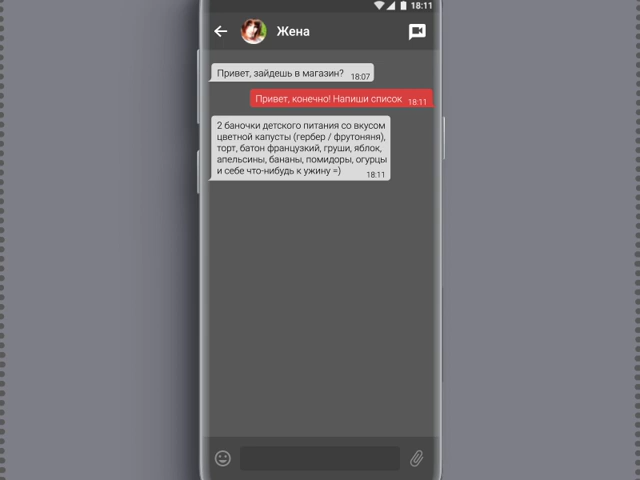 18:11
Жена
Привет, зайдешь в магазин? 18:07
Привет, конечно! Напиши список 18:11
2 баночки детского питания со вкусом
цветной капусты (гербер / фрутоняня),
торт, батон французкий, груши, яблок,
апельсины, бананы, помидоры, огурцы
и себе что-нибудь к ужину =)
18:11